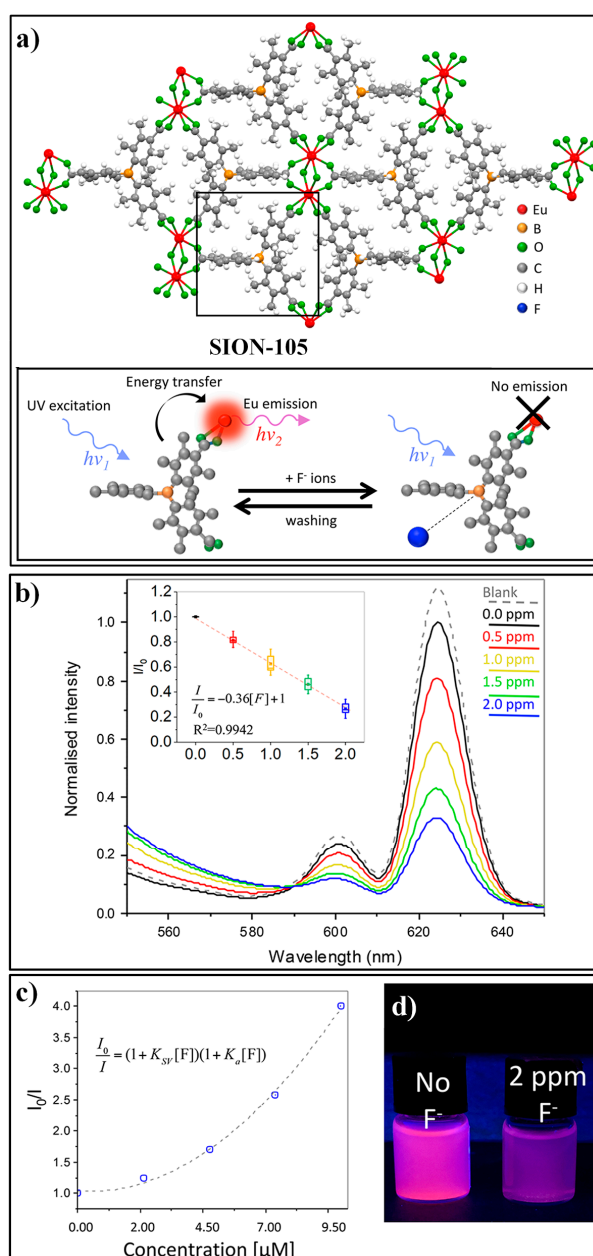 a)
Eu
B
O
C
H
F
SION-105
UV excitation
Energy transfer
Eu emission
No emission
hν1
hν2
hν1
+ F- ions
washing
b)
Normalised intensity
1.0
0.8
0.6
0.4
0.2
0.0
560 580 600 620 640
Wavelength (nm)
I/I0
1.2
1.0
0.8
0.6
0.4
0.2
0.0
I/I0 = −0.36[F]+1
R2=0.9942
0.0 0.5 1.0 1.5 2.0
Blank
0.0 ppm
0.5 ppm
1.0 ppm
1.5 ppm
2.0 ppm
c)
I0/I
4.0
3.5
2.5
2.0
1.5
1.0
I0/I = (1+KSV[F])(1+Ka[F])
0.00 2.00 4.50 7.00 9.50
Concentration [µM]
d)
No
F-
2 ppm
F-